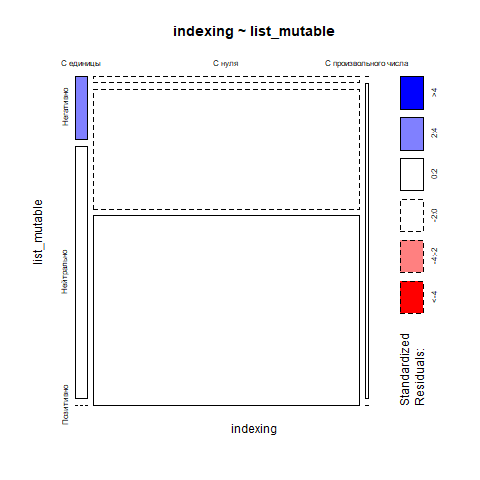 indexing ~ list_mutable
С единицы
С нуля
С произвольного числа
Негативно
Нейтрально
Позитивно
list_mutable
indexing
>4
2:4
0:2
-2:0
-4:-2
<-4
Standardized
Residuals: